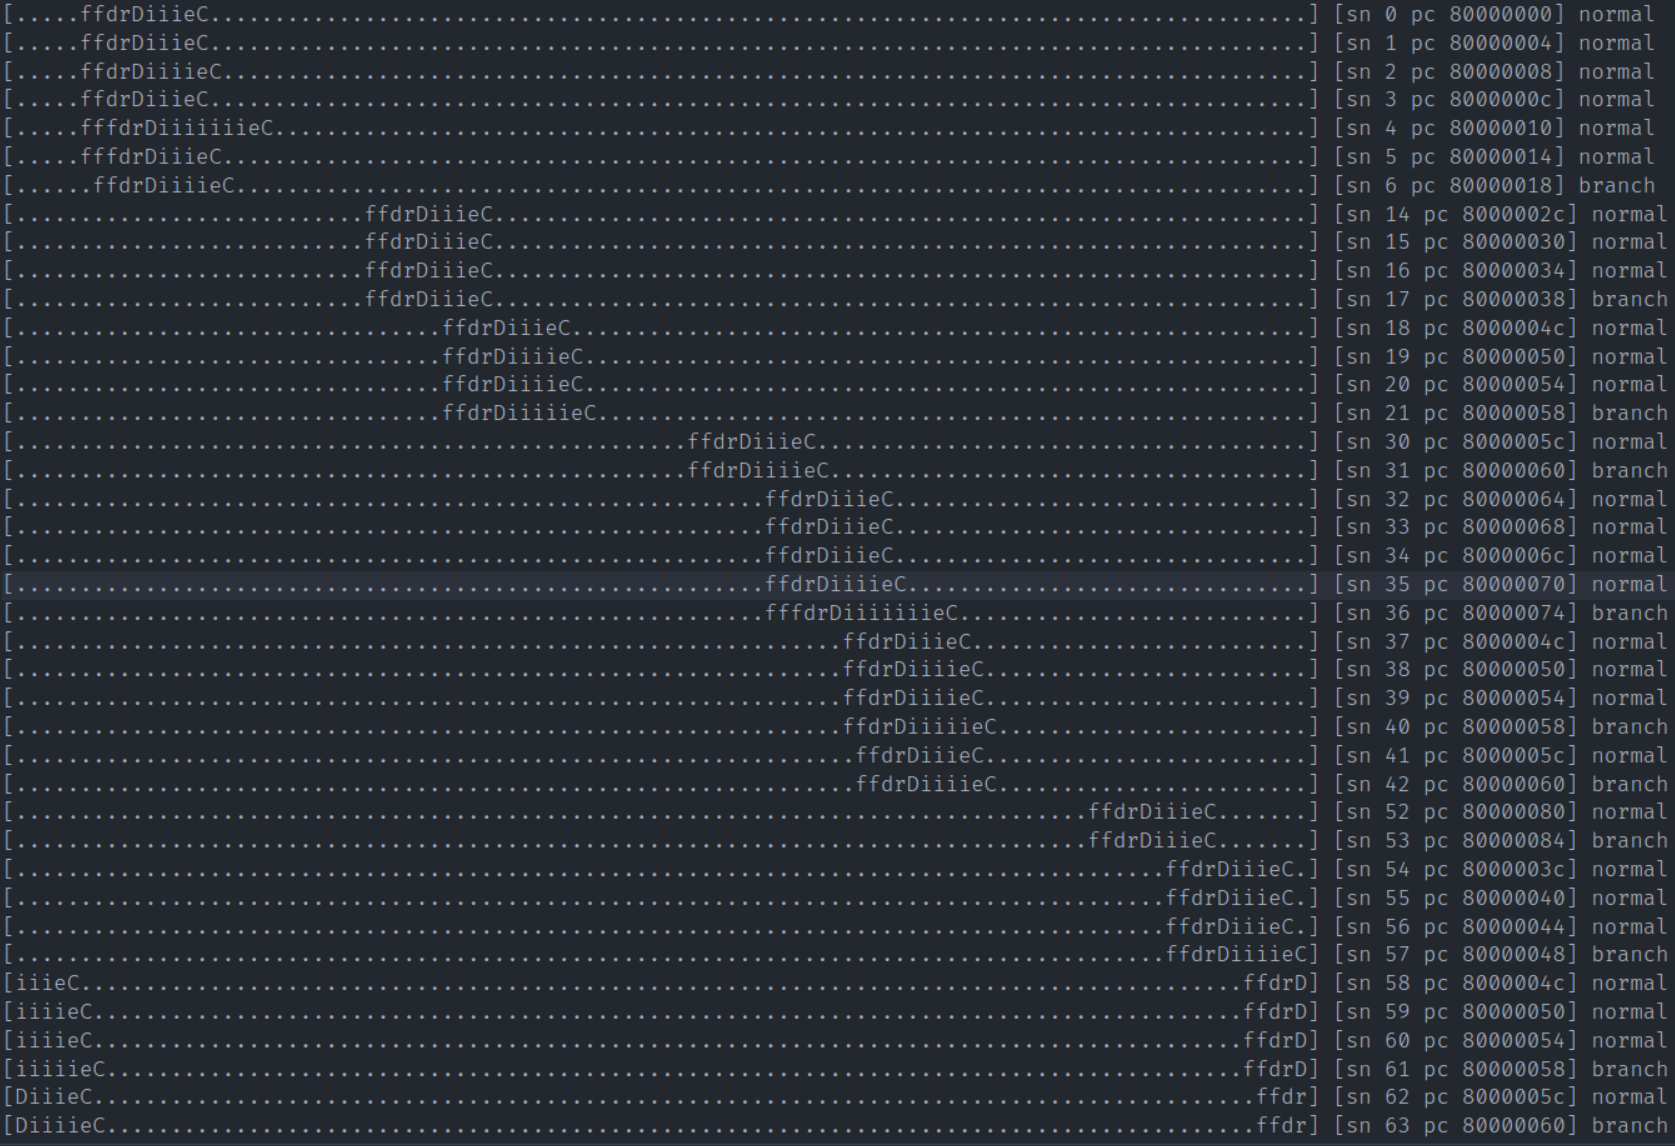 [.....ffdrDiiieC.....................................................................................] [sn 0 pc 80000000] normal
[.....ffdrDiiieC.....................................................................................] [sn 1 pc 80000004] normal
[.....ffdrDiiiieC....................................................................................] [sn 2 pc 80000008] normal
[.....ffdrDiiieC.....................................................................................] [sn 3 pc 8000000c] normal
[.....fffdrDiiiiiiieC................................................................................] [sn 4 pc 80000010] normal
[.....fffdrDiiieC....................................................................................] [sn 5 pc 80000014] normal
[......ffdrDiiiieC...................................................................................] [sn 6 pc 80000018] branch
[...........................ffdrDiiieC...............................................................] [sn 14 pc 8000002c] normal
[...........................ffdrDiiieC...............................................................] [sn 15 pc 80000030] normal
[...........................ffdrDiiieC...............................................................] [sn 16 pc 80000034] normal
[...........................ffdrDiiieC...............................................................] [sn 17 pc 80000038] branch
[.................................ffdrDiiieC.........................................................] [sn 18 pc 8000004c] normal
[.................................ffdrDiiiieC........................................................] [sn 19 pc 80000050] normal
[.................................ffdrDiiiieC........................................................] [sn 20 pc 80000054] normal
[.................................ffdrDiiiiieC.......................................................] [sn 21 pc 80000058] branch
[....................................................ffdrDiiieC......................................] [sn 30 pc 8000005c] normal
[....................................................ffdrDiiiieC.....................................] [sn 31 pc 80000060] branch
[..........................................................ffdrDiiieC................................] [sn 32 pc 80000064] normal
[..........................................................ffdrDiiieC................................] [sn 33 pc 80000068] normal
[..........................................................ffdrDiiieC................................] [sn 34 pc 8000006c] normal
[..........................................................ffdrDiiiieC...............................] [sn 35 pc 80000070] normal
[..........................................................fffdrDiiiiiiieC...........................] [sn 36 pc 80000074] branch
[................................................................ffdrDiiieC..........................] [sn 37 pc 8000004c] normal
[................................................................ffdrDiiiieC.........................] [sn 38 pc 80000050] normal
[................................................................ffdrDiiiieC.........................] [sn 39 pc 80000054] normal
[................................................................ffdrDiiiiieC........................] [sn 40 pc 80000058] branch
[.................................................................ffdrDiiieC.........................] [sn 41 pc 8000005c] normal
[.................................................................ffdrDiiiieC........................] [sn 42 pc 80000060] branch
[...................................................................................ffdrDiiieC.......] [sn 52 pc 80000080] normal
[...................................................................................ffdrDiiieC.......] [sn 53 pc 80000084] branch
[.........................................................................................ffdrDiiieC.] [sn 54 pc 8000003c] normal
[.........................................................................................ffdrDiiieC.] [sn 55 pc 80000040] normal
[.........................................................................................ffdrDiiieC.] [sn 56 pc 80000044] normal
[.........................................................................................ffdrDiiiieC] [sn 57 pc 80000048] branch
[iiieC..........................................................................................ffdrD] [sn 58 pc 8000004c] normal
[iiiieC.........................................................................................ffdrD] [sn 59 pc 80000050] normal
[iiiieC.........................................................................................ffdrD] [sn 60 pc 80000054] normal
[iiiiieC........................................................................................ffdrD] [sn 61 pc 80000058] branch
[DiiieC..........................................................................................ffdr] [sn 62 pc 8000005c] normal
[DiiiieC.........................................................................................ffdr] [sn 63 pc 80000060] branch